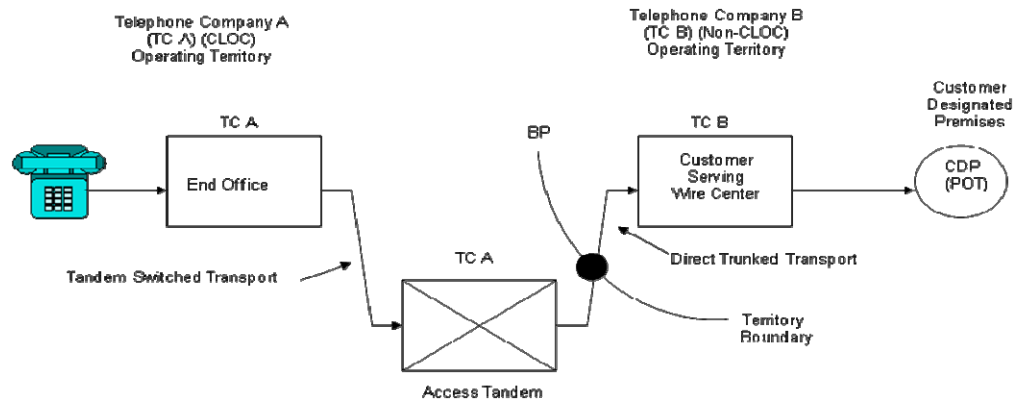 Telephone Company A
(TC A) (CLOC)
Operating Territory
Telephone Company B
(TC B) (Non-CLOC)
Operating Territory
Customer
Designated
Premises
TC A
BP
TC B
End Office
Customer
Serving
Wire Center
CDP
(POT)
Tandem Switched Transport
TC A
Direct Trunked Transport
Territory
Boundary
Access Tandem